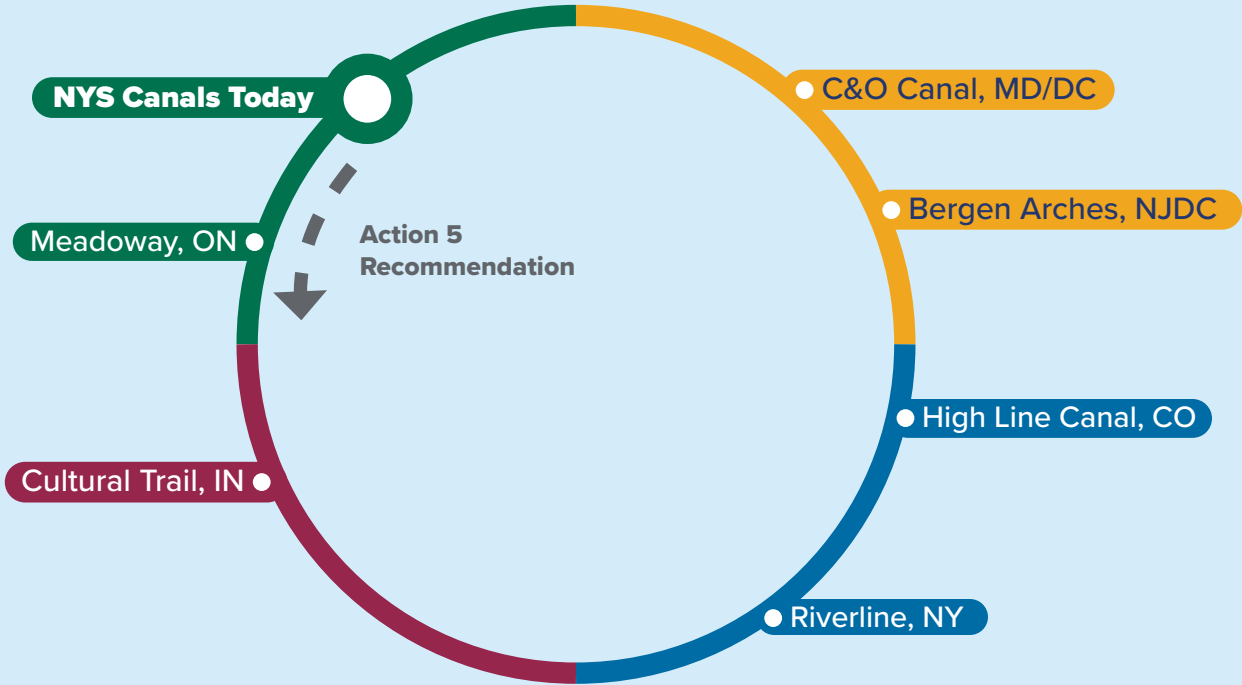 NYS Canals Today
C&O Canal, MD/DC
Bergen Arches, NJDC
Meadoway, ON
Action 5
Recommendation
High Line Canal, CO
Cultural Trail, IN
Riverline, NY